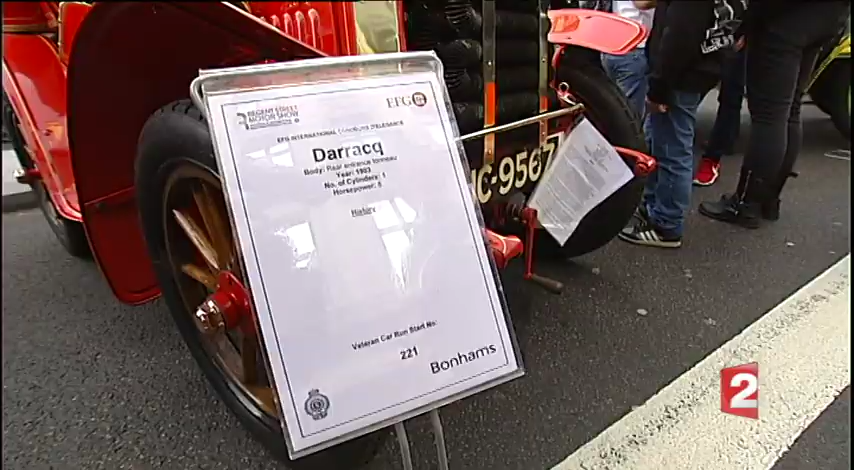 REGENT STREET
MOTOR SHOW
EFG
EFG INTERNATIONAL CONCOURS D'ELEGANCE
Darracq
Body: Rear entrance tonneau
Year: 1903
No. of Cylinders: 1
Horsepower: 8
History
Veteran Car Run Start No:
221
Bonhams
C-9567
2